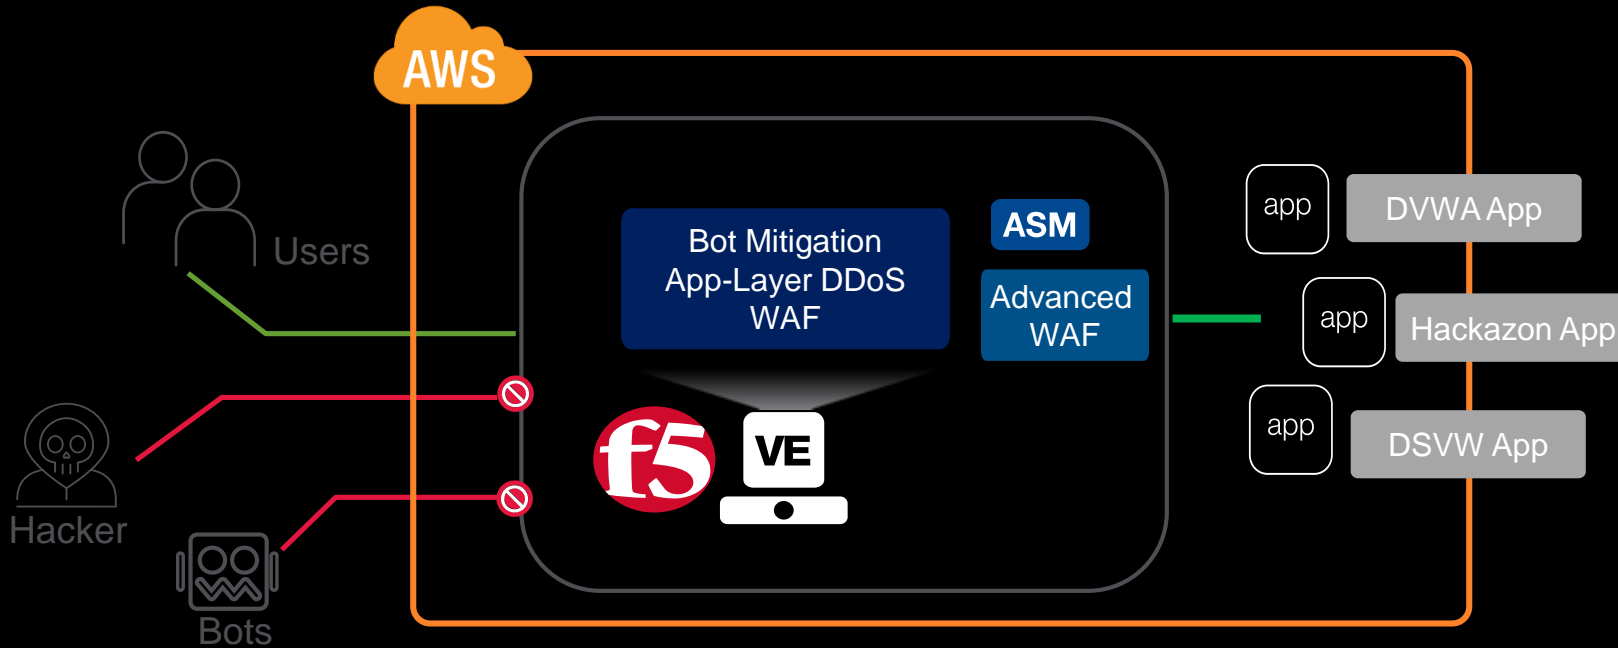 AWS
Users
Bot Mitigation
App-Layer DDoS
WAF
ASM
Advanced
WAF
app
DVWA App
app
Hackazon App
app
DSVW App
f5
VE
Hacker
Bots